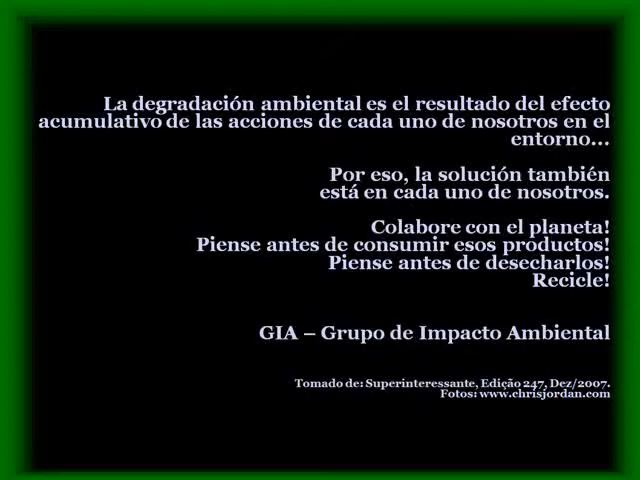 La degradación ambiental es el resultado del efecto
acumulativo de las acciones de cada uno de nosotros en el
entorno...
Por eso, la solución también
está en cada uno de nosotros.
Colabore con el planeta!
Piense antes de consumir esos productos!
Piense antes de desecharlos!
Recicle!
GIA – Grupo de Impacto Ambiental
Tomado de: Superinteressante, Edição 247, Dez/2007.
Fotos: www.chrisjordan.com